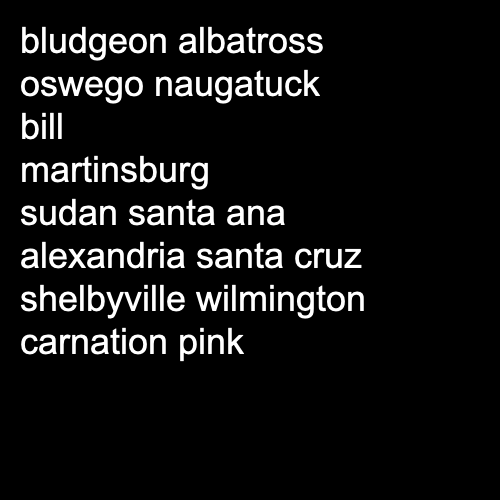 bludgeon albatross
oswego naugatuck
bill
martinsburg
sudan santa ana
alexandria santa cruz
shelbyville wilmington
carnation pink